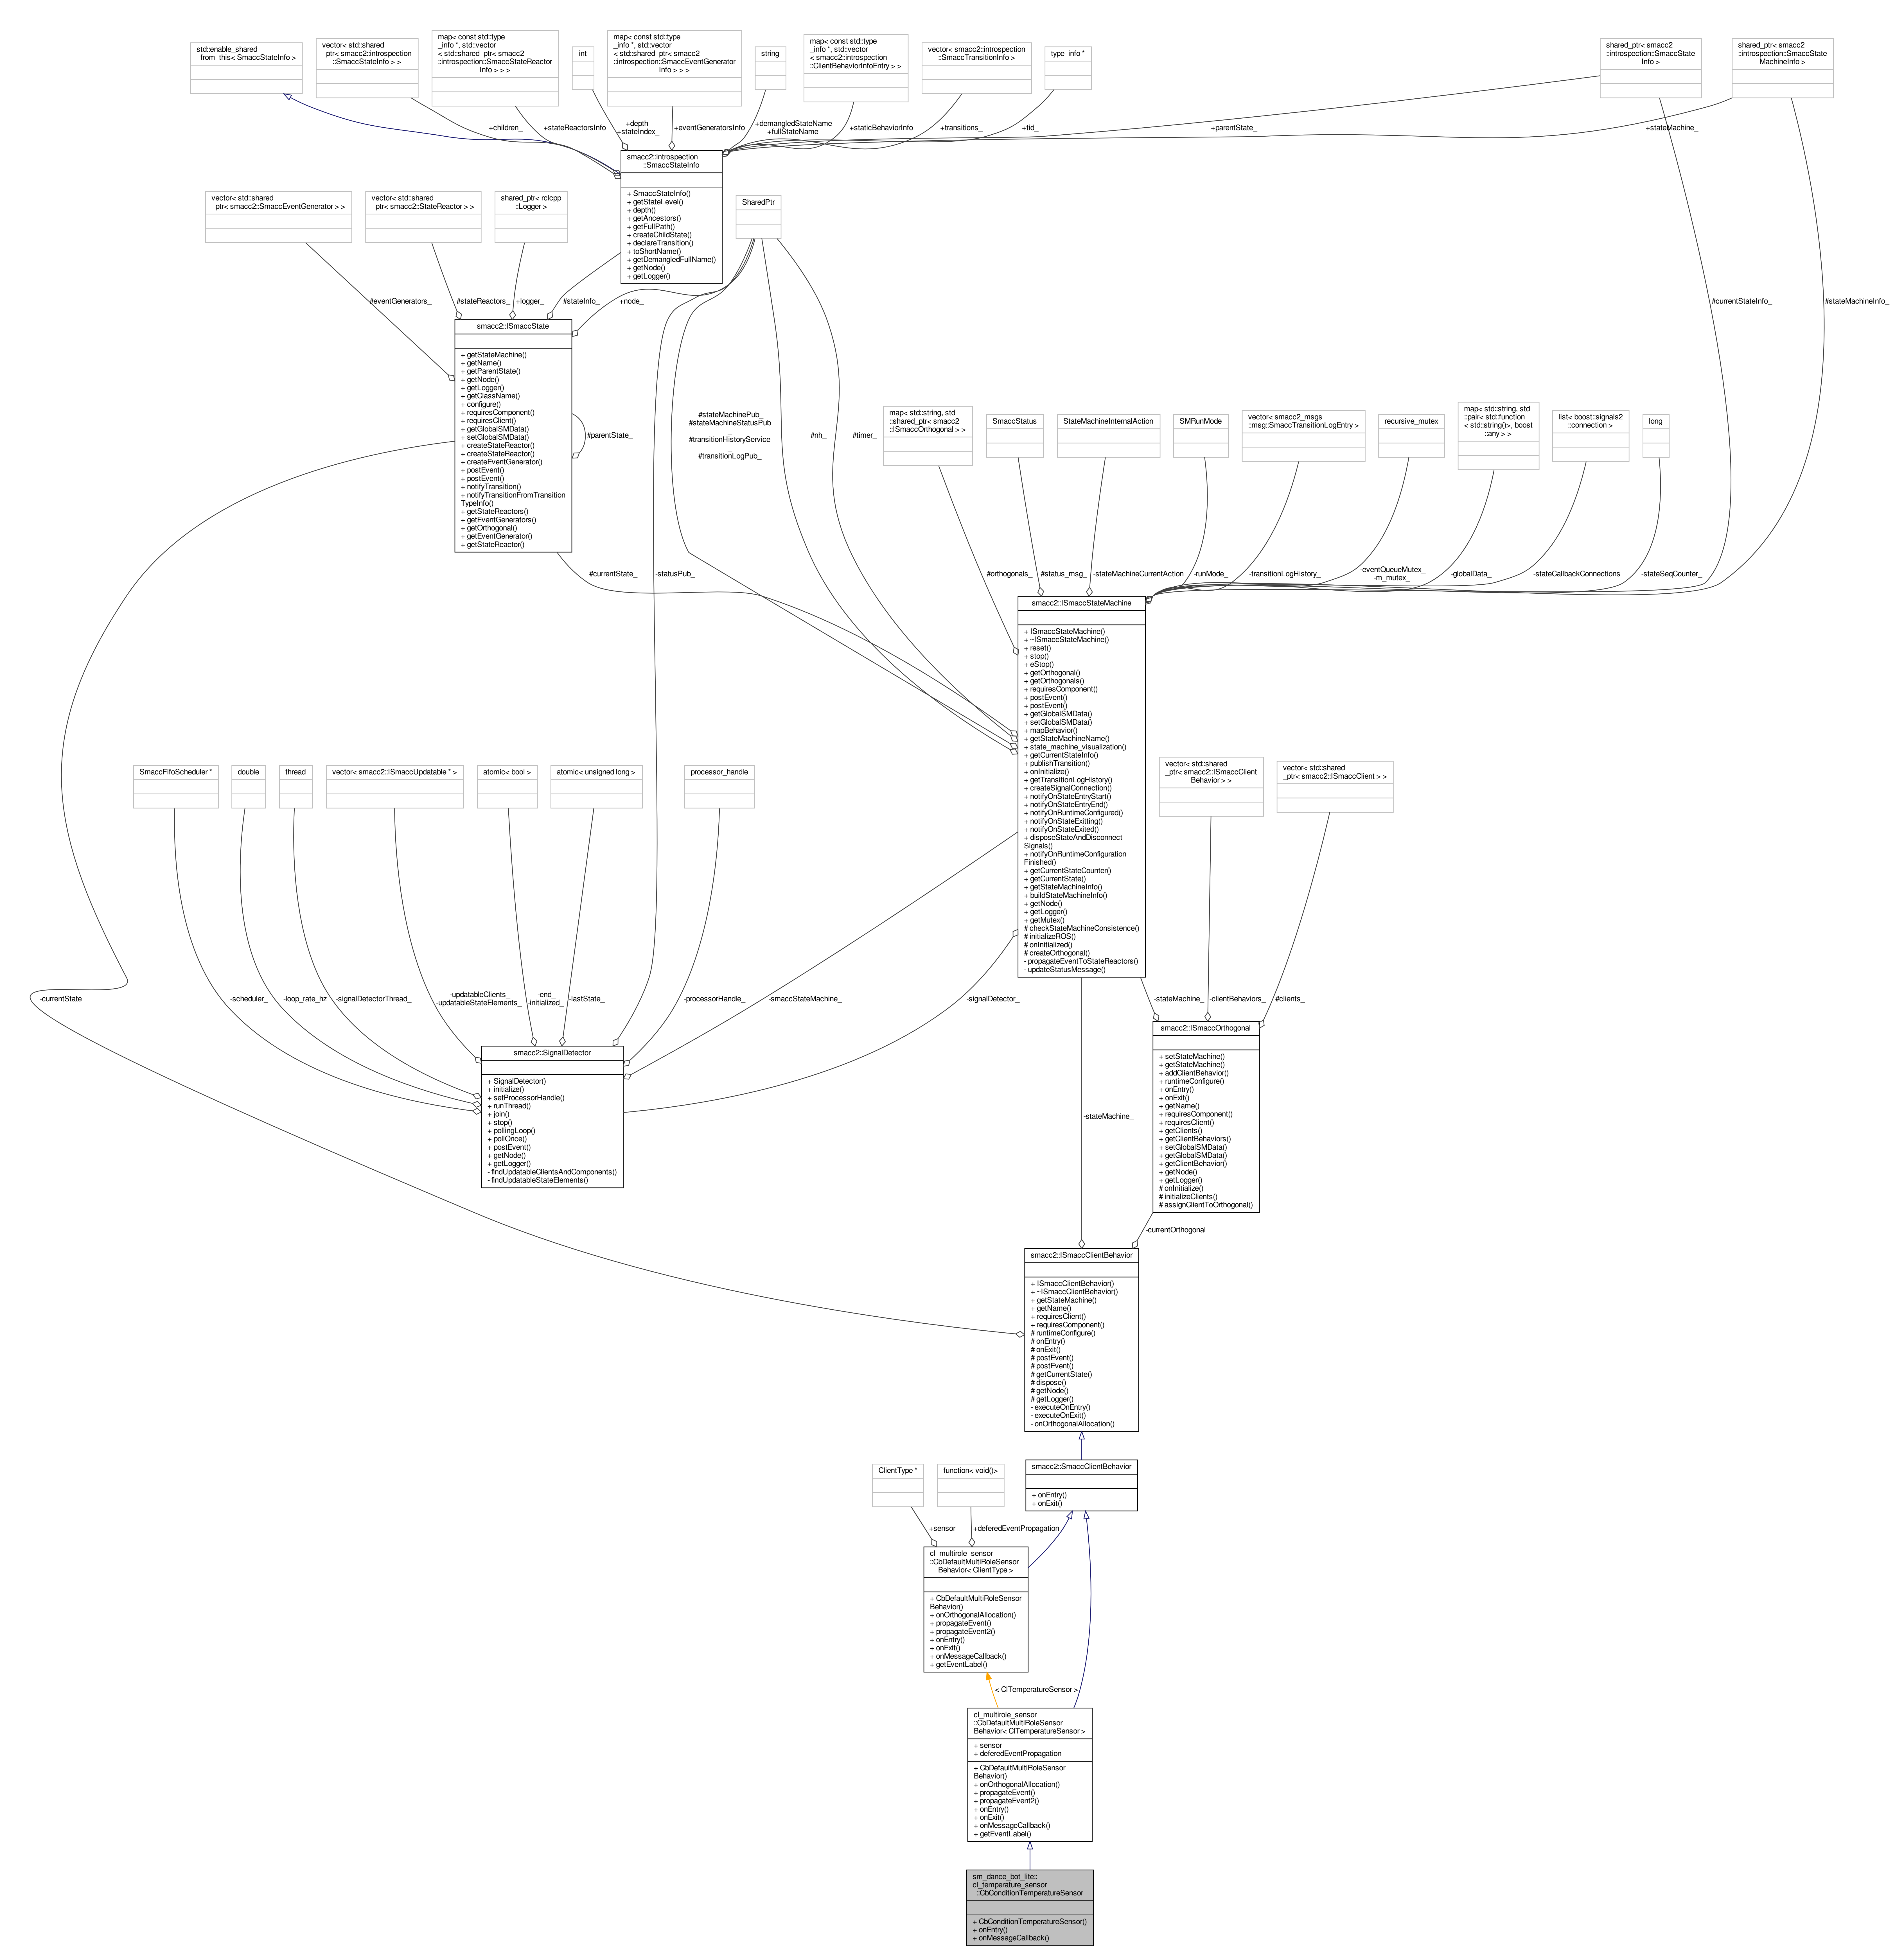 std::enable_shared
_from_this< SmaccStateInfo >
vector< std::shared
_ptr< smacc2::introspection
::SmaccStateInfo > >
map< const std::type
_info *, std::vector
< std::shared_ptr< smacc2
::introspection::SmaccStateReactor
Info > > >
int
map< const std::type
_info *, std::vector
< std::shared_ptr< smacc2
::introspection::SmaccEventGenerator
Info > > >
string
map< const std::type
_info *, std::vector
< smacc2::introspection
::ClientBehaviorInfoEntry > >
vector< smacc2::introspection
::SmaccTransitionInfo >
type_info *
shared_ptr< smacc2
::introspection::SmaccState
Info >
shared_ptr< smacc2
::introspection::SmaccState
MachineInfo >
+children_
+stateReactorsInfo
+depth_
+stateIndex_
+eventGeneratorsInfo
+demangledStateName
+fullStateName
+staticBehaviorInfo
+transitions_
+tid_
+parentState_
+stateMachine_
smacc2::introspection
::SmaccStateInfo
+ SmaccStateInfo()
+ getStateLevel()
+ depth()
+ getAncestors()
+ getFullPath()
+ createChildState()
+ declareTransition()
+ toShortName()
+ getDemangledFullName()
+ getNode()
+ getLogger()
vector< std::shared
_ptr< smacc2::SmaccEventGenerator > >
vector< std::shared
_ptr< smacc2::StateReactor > >
shared_ptr< rclcpp
::Logger >
SharedPtr
#eventGenerators_
#stateReactors_
+logger_
#stateInfo_
+node_
#currentStateInfo_
#stateMachineInfo_
smacc2::ISmaccState
+ getStateMachine()
+ getName()
+ getParentState()
+ getNode()
+ getLogger()
+ getClassName()
+ configure()
+ requiresComponent()
+ requiresClient()
+ getGlobalSMData()
+ setGlobalSMData()
+ createStateReactor()
+ createStateReactor()
+ createEventGenerator()
+ postEvent()
+ postEvent()
+ notifyTransition()
+ notifyTransitionFromTransition
TypeInfo()
+ getStateReactors()
+ getEventGenerators()
+ getOrthogonal()
+ getEventGenerator()
+ getStateReactor()
#parentState_
#stateMachinePub_
#stateMachineStatusPub
_
#transitionHistoryService
_
#transitionLogPub_
#nh_
#timer_
map< std::string, std
::shared_ptr< smacc2
::ISmaccOrthogonal > >
SmaccStatus
StateMachineInternalAction
SMRunMode
vector< smacc2_msgs
::msg::SmaccTransitionLogEntry >
recursive_mutex
map< std::string, std
::pair< std::function
< std::string()>, boost
::any > >
list< boost::signals2
::connection >
long
#currentState_
-statusPub_
#orthogonals_
#status_msg_
-stateMachineCurrentAction
-runMode_
-transitionLogHistory_
-eventQueueMutex_
-m_mutex_
-globalData_
-stateCallbackConnections
-stateSeqCounter_
smacc2::ISmaccStateMachine
+ ISmaccStateMachine()
+ ~ISmaccStateMachine()
+ reset()
+ stop()
+ eStop()
+ getOrthogonal()
+ getOrthogonals()
+ requiresComponent()
+ postEvent()
+ postEvent()
+ getGlobalSMData()
+ setGlobalSMData()
+ mapBehavior()
+ getStateMachineName()
+ state_machine_visualization()
+ getCurrentStateInfo()
+ publishTransition()
+ onInitialize()
+ getTransitionLogHistory()
+ createSignalConnection()
+ notifyOnStateEntryStart()
+ notifyOnStateEntryEnd()
+ notifyOnRuntimeConfigured()
+ notifyOnStateExitting()
+ notifyOnStateExited()
+ disposeStateAndDisconnect
Signals()
+ notifyOnRuntimeConfiguration
Finished()
+ getCurrentStateCounter()
+ getCurrentState()
+ getStateMachineInfo()
+ buildStateMachineInfo()
+ getNode()
+ getLogger()
+ getMutex()
# checkStateMachineConsistence()
# initializeROS()
# onInitialized()
# createOrthogonal()
- propagateEventToStateReactors()
- updateStatusMessage()
SmaccFifoScheduler *
double
thread
vector< smacc2::ISmaccUpdatable * >
atomic< bool >
atomic< unsigned long >
processor_handle
vector< std::shared
_ptr< smacc2::ISmaccClient
Behavior > >
vector< std::shared
_ptr< smacc2::ISmaccClient > >
-currentState
-scheduler_
-loop_rate_hz
-signalDetectorThread_
-updatableClients_
-updatableStateElements_
-end_
-initialized_
-lastState_
-processorHandle_
-smaccStateMachine_
-signalDetector_
-stateMachine_
-clientBehaviors_
#clients_
smacc2::SignalDetector
+ SignalDetector()
+ initialize()
+ setProcessorHandle()
+ runThread()
+ join()
+ stop()
+ pollingLoop()
+ pollOnce()
+ postEvent()
+ getNode()
+ getLogger()
- findUpdatableClientsAndComponents()
- findUpdatableStateElements()
smacc2::ISmaccOrthogonal
+ setStateMachine()
+ getStateMachine()
+ addClientBehavior()
+ runtimeConfigure()
+ onEntry()
+ onExit()
+ getName()
+ requiresComponent()
+ requiresClient()
+ getClients()
+ getClientBehaviors()
+ setGlobalSMData()
+ getGlobalSMData()
+ getClientBehavior()
+ getNode()
+ getLogger()
# onInitialize()
# initializeClients()
# assignClientToOrthogonal()
-stateMachine_
-currentOrthogonal
smacc2::ISmaccClientBehavior
+ ISmaccClientBehavior()
+ ~ISmaccClientBehavior()
+ getStateMachine()
+ getName()
+ requiresClient()
+ requiresComponent()
# runtimeConfigure()
# onEntry()
# onExit()
# postEvent()
# postEvent()
# getCurrentState()
# dispose()
# getNode()
# getLogger()
- executeOnEntry()
- executeOnExit()
- onOrthogonalAllocation()
smacc2::SmaccClientBehavior
+ onEntry()
+ onExit()
ClientType *
function< void()>
+sensor_
+deferedEventPropagation
cl_multirole_sensor
::CbDefaultMultiRoleSensor
Behavior< ClientType >
+ CbDefaultMultiRoleSensor
Behavior()
+ onOrthogonalAllocation()
+ propagateEvent()
+ propagateEvent2()
+ onEntry()
+ onExit()
+ onMessageCallback()
+ getEventLabel()
< ClTemperatureSensor >
cl_multirole_sensor
::CbDefaultMultiRoleSensor
Behavior< ClTemperatureSensor >
+ sensor_
+ deferedEventPropagation
+ CbDefaultMultiRoleSensor
Behavior()
+ onOrthogonalAllocation()
+ propagateEvent()
+ propagateEvent2()
+ onEntry()
+ onExit()
+ onMessageCallback()
+ getEventLabel()
sm_dance_bot_lite::
cl_temperature_sensor
::CbConditionTemperatureSensor
+ CbConditionTemperatureSensor()
+ onEntry()
+ onMessageCallback()